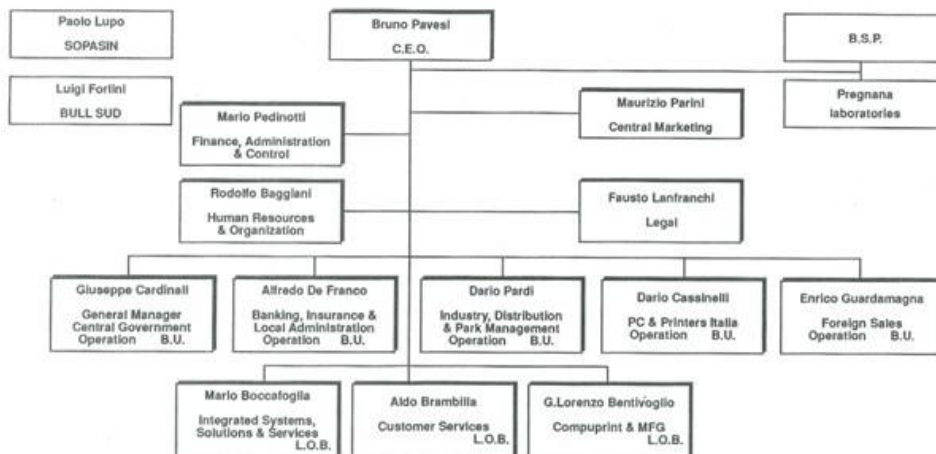 Paolo Lupo
SOPASIN
Bruno Pavesi
C.E.O.
B.S.P.
Luigi Forlini
BULL SUD
Pregnana
laboratories
Mario Pedinotti
Finance, Administration
& Control
Maurizio Parini
Central Marketing
Rodolfo Baggiani
Human Resources
& Organization
Fausto Lanfranchi
Legal
Giuseppe Cardinali
General Manager
Central Government
Operation B.U.
Alfredo De Franco
Banking, Insurance &
Local Administration
Operation B.U.
Dario Pardi
Industry, Distribution
& Park Management
Operation B.U.
Dario Cassinelli
PC & Printers Italia
Operation B.U.
Enrico Guardamagna
Foreign Sales
Operation B.U.
Mario Boccafoglia
Integrated Systems,
Solutions & Services
L.O.B.
Aldo Brambilla
Customer Services
L.O.B.
G.Lorenzo Bentivoglio
Compuprint & MFG
L.O.B.